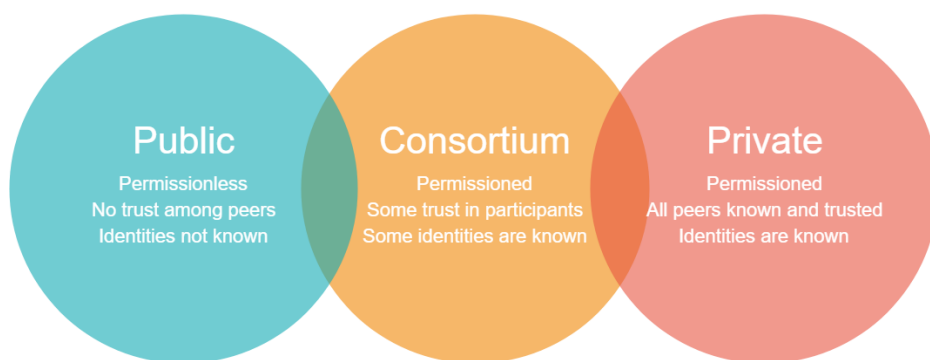 Public
Permissionless
No trust among peers
Identities not known
Consortium
Permissioned
Some trust in participants
Some identities are known
Private
Permissioned
All peers known and trusted
Identities are known